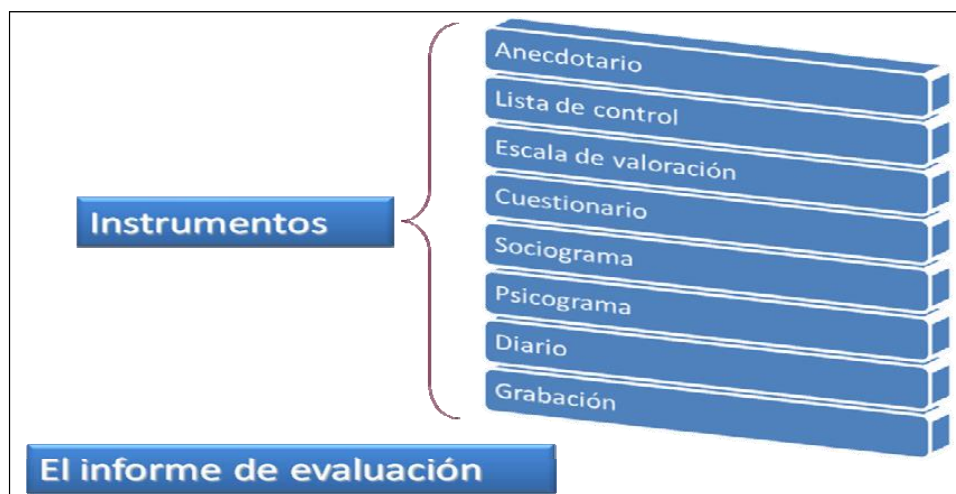 Instrumentos
Anecdotario
Lista de control
Escala de valoración
Cuestionario
Sociograma
Psicograma
Diario
Grabación
El informe de evaluación